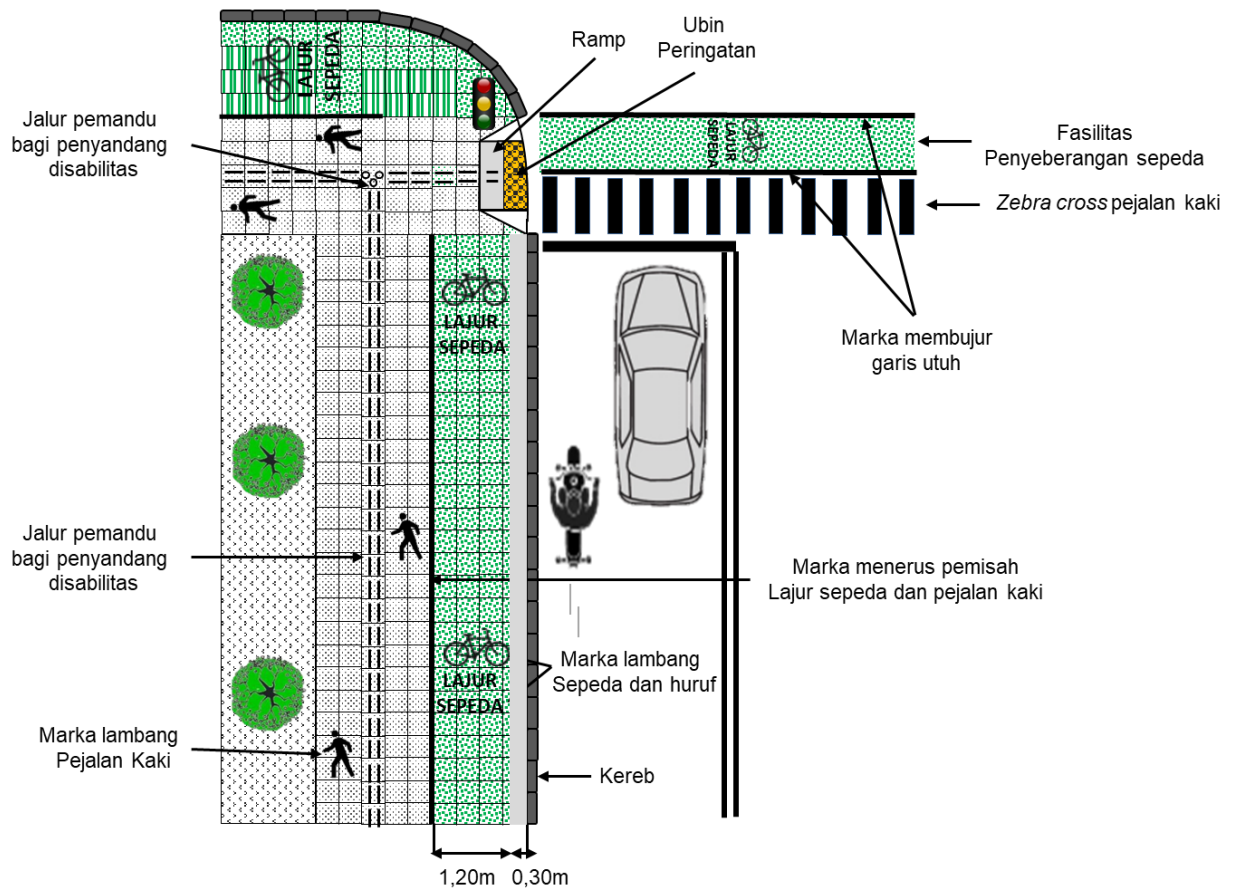 Ubin
Peringatan
Ramp
LAJUR
SEPEDA
Jalur pemandu
bagi penyandang
disabilitas
LAJUR
SEPEDA
Fasilitas
Penyeberangan sepeda
Zebra cross pejalan kaki
LAJUR
SEPEDA
Marka membujur
garis utuh
Jalur pemandu
bagi penyandang
disabilitas
Marka menerus pemisah
Lajur sepeda dan pejalan kaki
Marka lambang
Sepeda dan huruf
LAJUR
SEPEDA
Marka lambang
Pejalan Kaki
Kereb
1,20m 0,30m